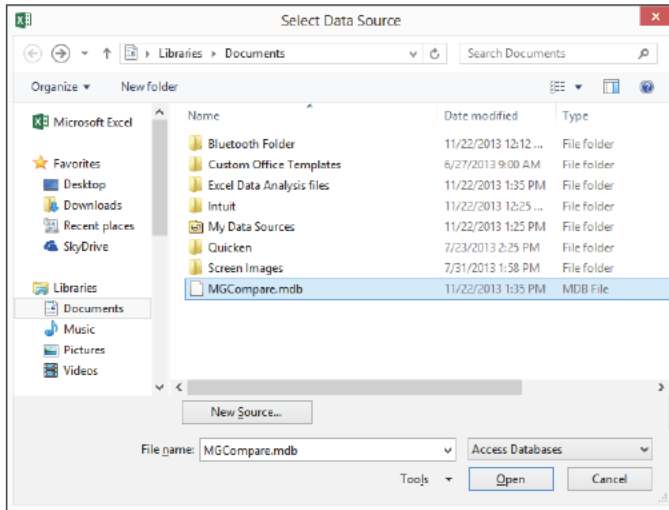 Select Data Source
Libraries Documents Search Documents
Organize New folder
Microsoft Excel
Favorites
Desktop
Downloads
Recent places
SkyDrive
Libraries
Documents
Music
Pictures
Videos
Name Date modified Type
Bluetooth Folder 11/22/2013 12:12 ... File folder
Custom Office Templates 6/27/2013 9:00 AM File folder
Excel Data Analysis files 11/22/2013 1:35 PM File folder
Intuit 11/22/2013 12:25 ... File folder
My Data Sources 11/22/2013 1:25 PM File folder
Quicken 7/23/2013 2:25 PM File folder
Screen Images 7/31/2013 1:58 PM File folder
MGCompare.mdb 11/22/2013 1:35 PM MDB File
New Source...
File name: MGCompare.mdb Access Databases
Tools Open Cancel